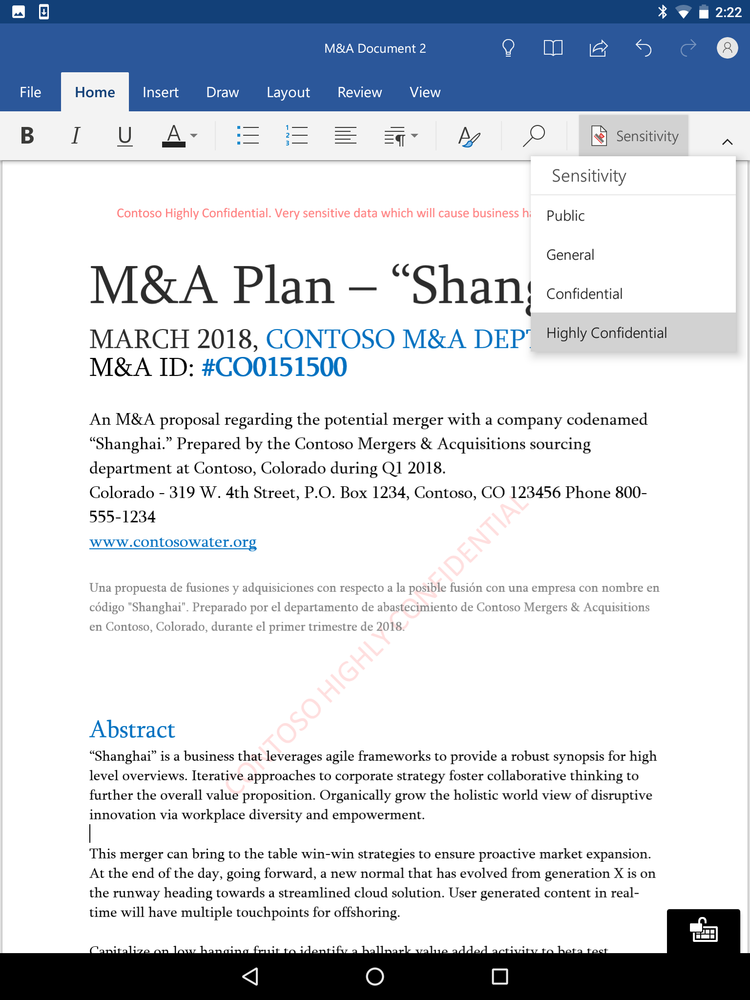 2:22
M&A Document 2
File Home Insert Draw Layout Review View
B I U A 1 2 3 A Sensitivity
Sensitivity
Public
General
Confidential
Highly Confidential
Contoso Highly Confidential. Very sensitive data which will cause business
M&A Plan – “Shang
MARCH 2018, CONTOSO M&A DEPT
M&A ID: #CO0151500
An M&A proposal regarding the potential merger with a company codenamed
“Shanghai.” Prepared by the Contoso Mergers & Acquisitions sourcing
department at Contoso, Colorado during Q1 2018.
Colorado - 319 W. 4th Street, P.O. Box 1234, Contoso, CO 123456 Phone 800-
555-1234
www.contosowater.org
Una propuesta de fusiones y adquisiciones con respecto a la posible fusión con una empresa con nombre en
código "Shanghai". Preparado por el departamento de abastecimiento de Contoso Mergers & Acquisitions
en Contoso, Colorado, durante el primer trimestre de 2018.
CONTOSO HIGHLY CONFIDENTIAL
Abstract
“Shanghai” is a business that leverages agile frameworks to provide a robust synopsis for high
level overviews. Iterative approaches to corporate strategy foster collaborative thinking to
further the overall value proposition. Organically grow the holistic world view of disruptive
innovation via workplace diversity and empowerment.
This merger can bring to the table win-win strategies to ensure proactive market expansion.
At the end of the day, going forward, a new normal that has evolved from generation X is on
the runway heading towards a streamlined cloud solution. User generated content in real-
time will have multiple touchpoints for offshoring.
Capitalize on low hanging fruit to identify a ballpark value added activity to beta test